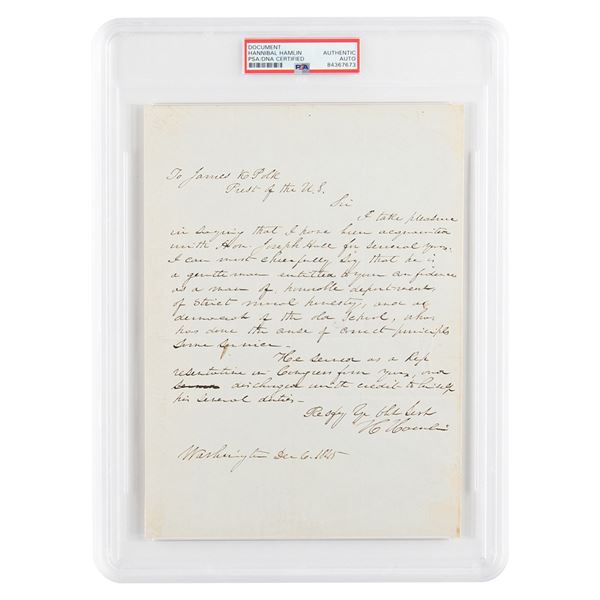 DOCUMENT
HANNIBAL HAMLIN
PSA/DNA CERTIFIED
AUTHENTIC
AUTO
84367673
PSA
To James K Polk
Prest of the U.S.
Sir
I take pleasure
in saying that I have been acquainted
with Hon. Joseph Hall for several years.
I can most cheerfully say that he is
a gentleman entitled to your confidence
as a man of honorable deportment,
of strict moral honesty, and a
democrat of the old School, who
has done the cause of correct principles
some service -
He served as a Rep
resentative in Congress four years, and
discharged with credit to himself
his several duties -
Respy Yr Obt Servt
H Hamlin
Washington Dec 6. 1845